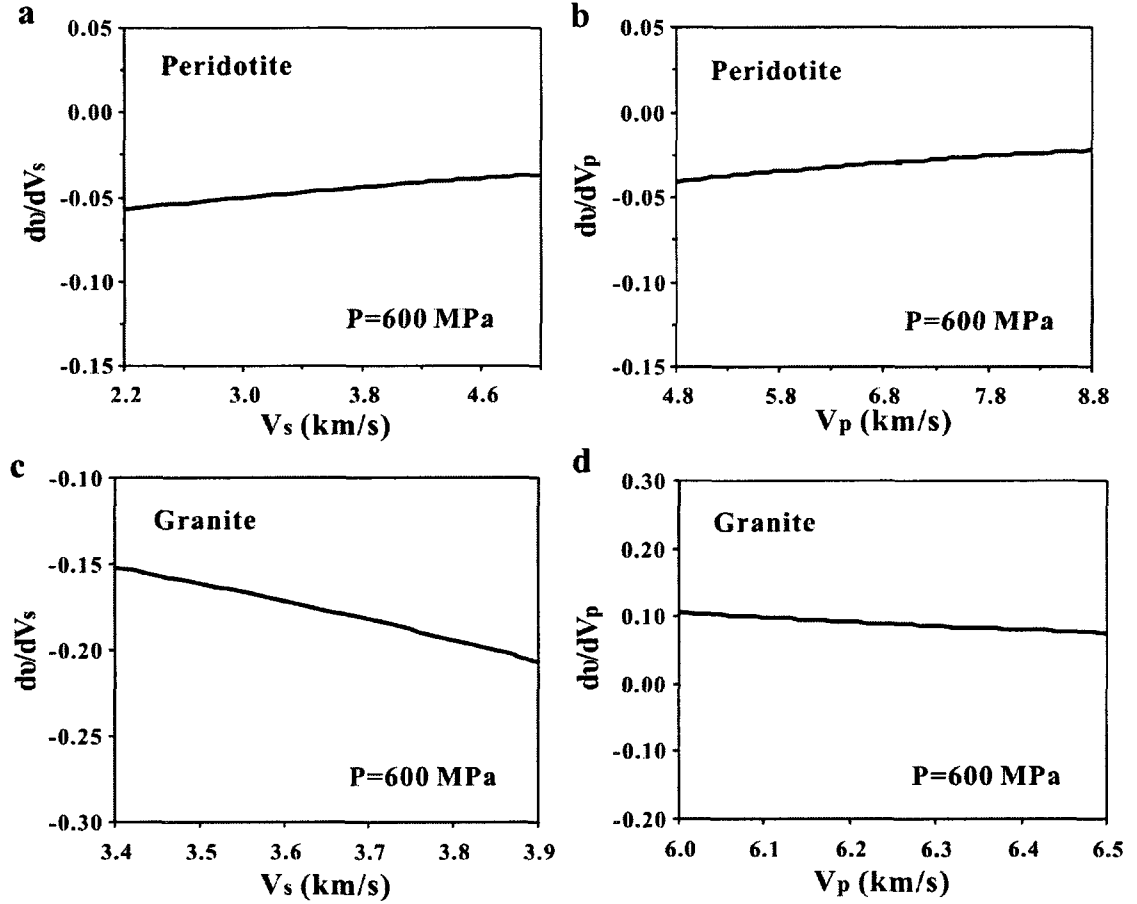 a
0.05
0.00
-0.05
-0.10
-0.15
Peridotite
P=600 MPa
dυ/dVs
2.2 3.0 3.8 4.6
Vs (km/s)
b
0.05
0.00
-0.05
-0.10
-0.15
Peridotite
P=600 MPa
dυ/dVp
4.8 5.8 6.8 7.8 8.8
Vp (km/s)
c
-0.10
-0.15
-0.20
-0.25
-0.30
Granite
P=600 MPa
dυ/dVs
3.4 3.5 3.6 3.7 3.8 3.9
Vs (km/s)
d
0.30
0.20
0.10
0.00
-0.10
-0.20
Granite
P=600 MPa
dυ/dVp
6.0 6.1 6.2 6.3 6.4 6.5
Vp (km/s)